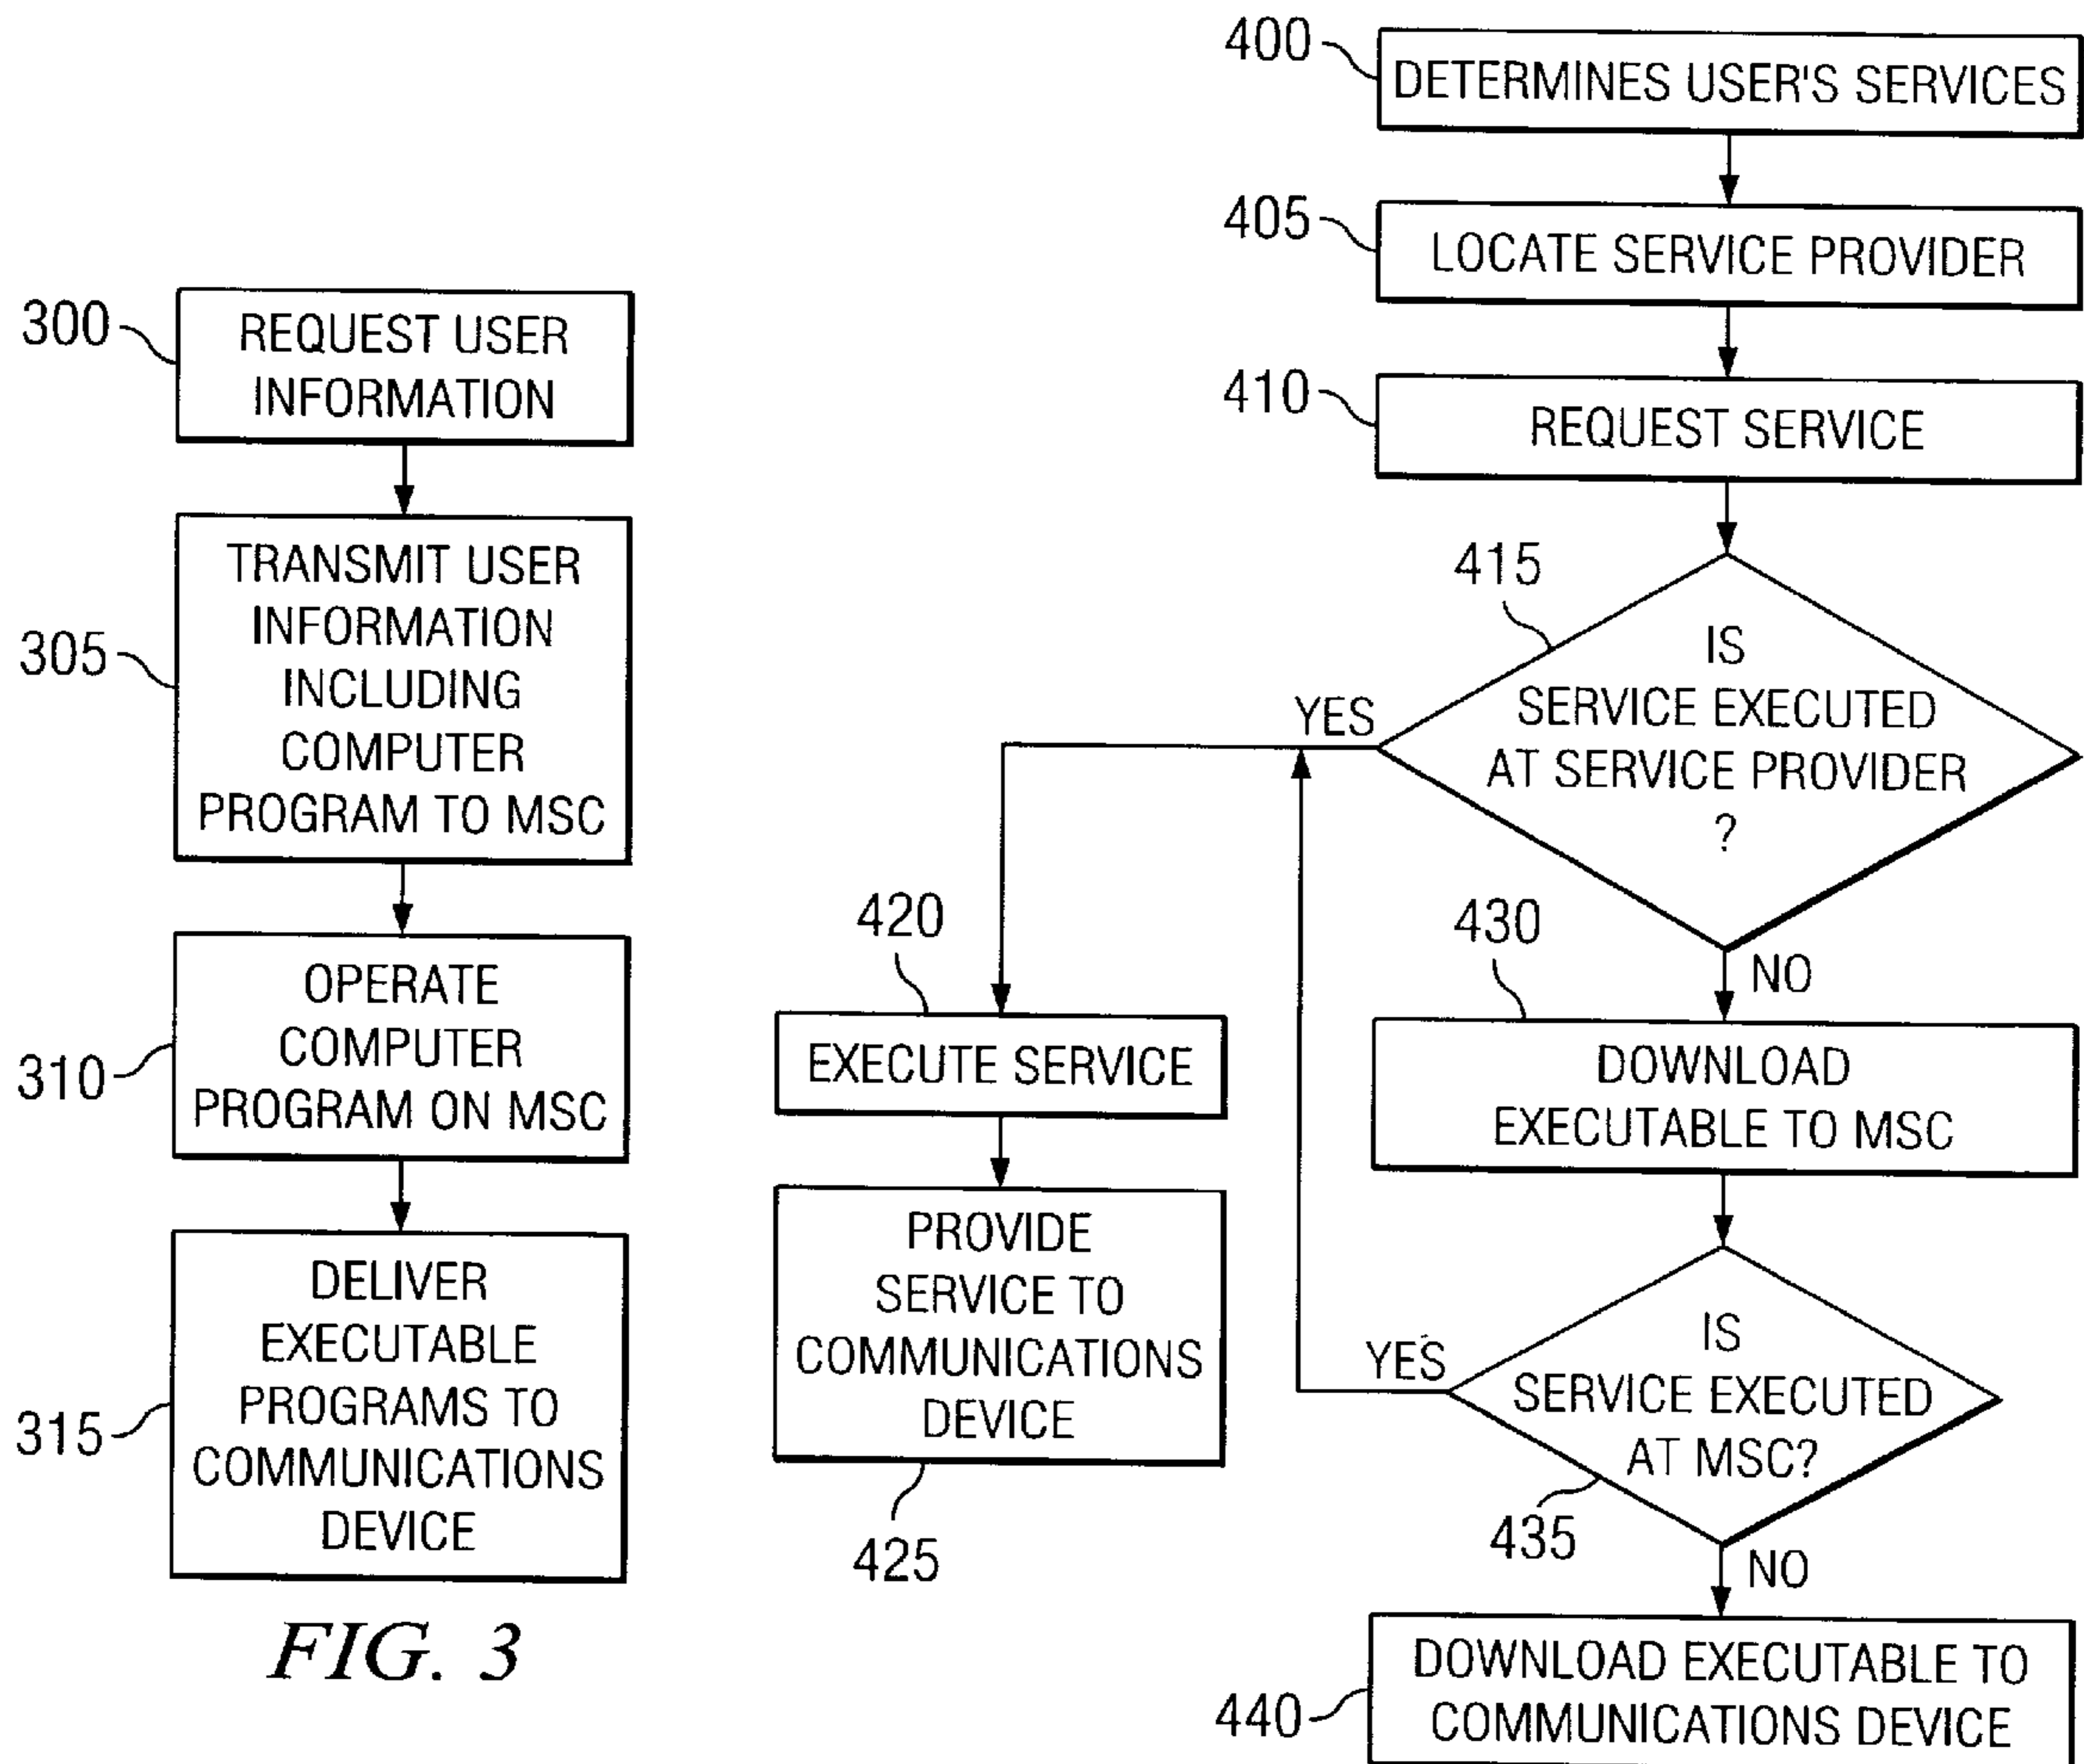 300
REQUEST USER
INFORMATION
305
TRANSMIT USER
INFORMATION
INCLUDING
COMPUTER
PROGRAM TO MSC
310
OPERATE
COMPUTER
PROGRAM ON MSC
315
DELIVER
EXECUTABLE
PROGRAMS TO
COMMUNICATIONS
DEVICE
FIG. 3
400
DETERMINES USER'S SERVICES
405
LOCATE SERVICE PROVIDER
410
REQUEST SERVICE
415
IS
SERVICE EXECUTED
AT SERVICE PROVIDER
?
YES
NO
420
EXECUTE SERVICE
PROVIDE
SERVICE TO
COMMUNICATIONS
DEVICE
425
430
DOWNLOAD
EXECUTABLE TO MSC
IS
SERVICE EXECUTED
AT MSC?
YES
435
NO
440
DOWNLOAD EXECUTABLE TO
COMMUNICATIONS DEVICE